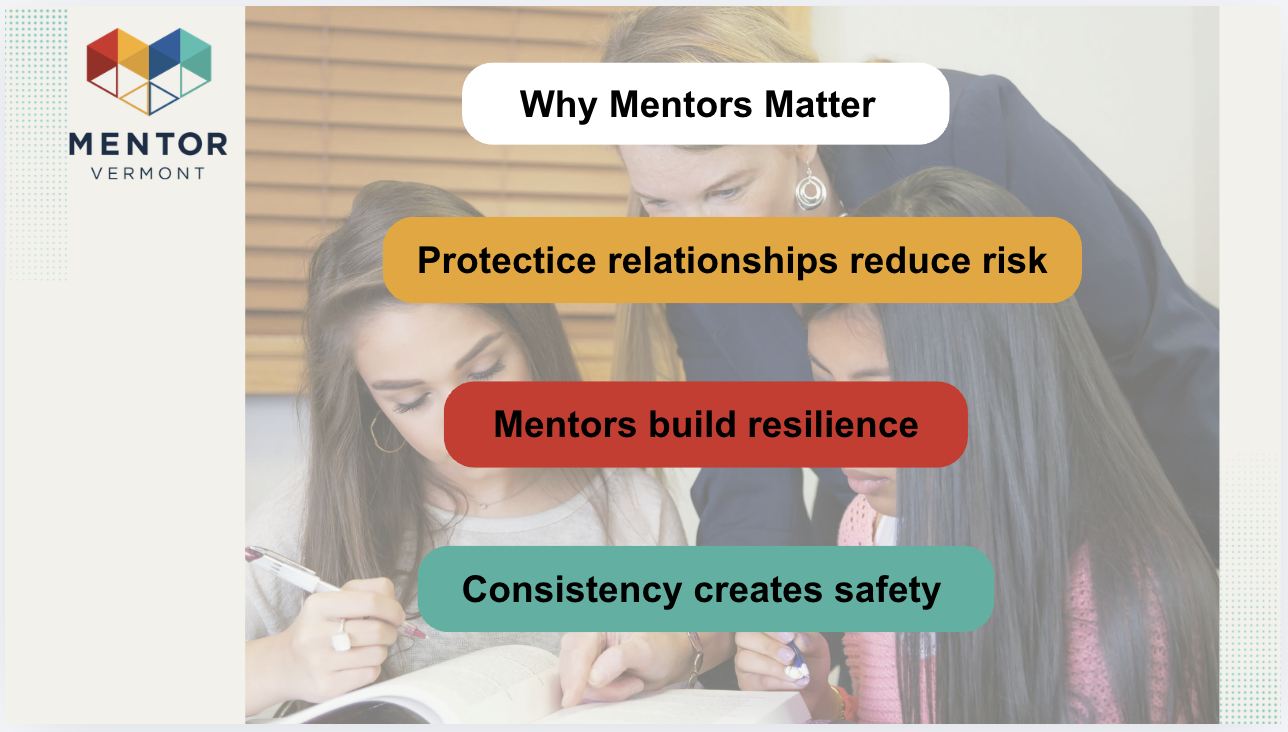 MENTOR
VERMONT
Why Mentors Matter
Protectice relationships reduce risk
Mentors build resilience
Consistency creates safety